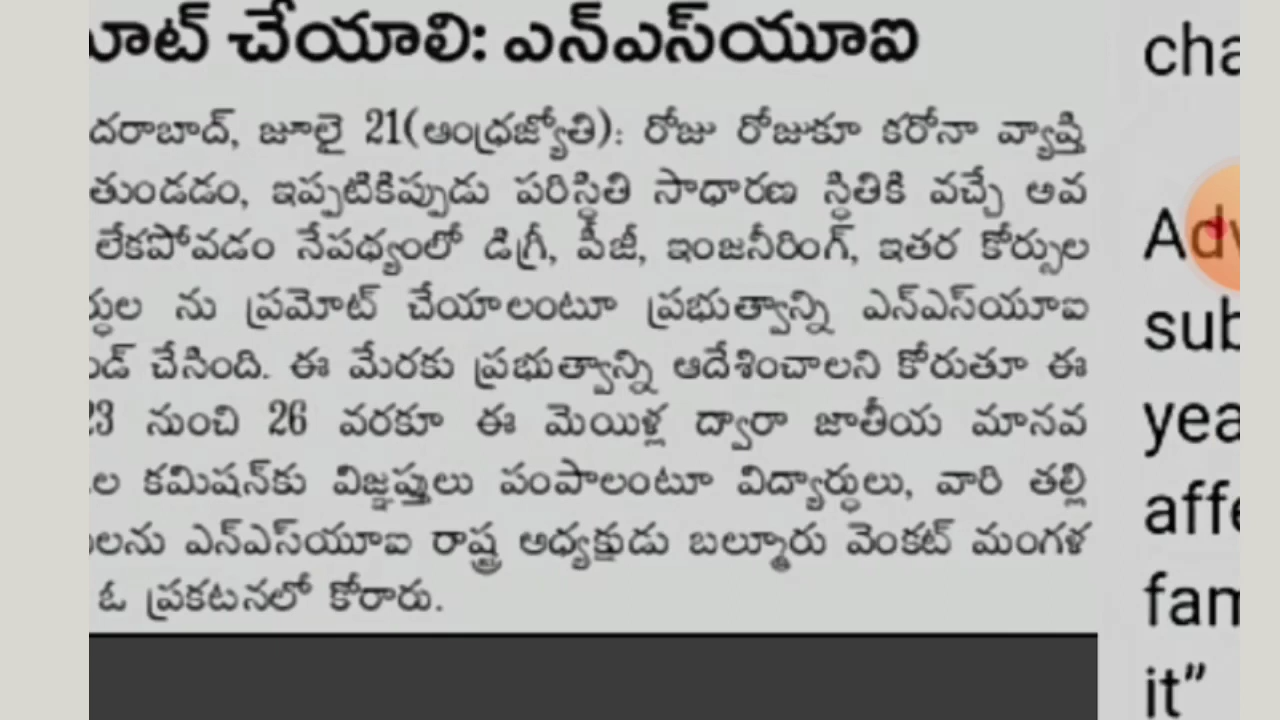 మోట్ చేయాలి: ఎన్ఎస్‌యూఐ
దరాబాద్, జూలై 21(ఆంధ్రజ్యోతి): రోజు రోజుకూ కరోనా వ్యాప్తి
తుండడం, ఇప్పటికిప్పుడు పరిస్థితి సాధారణ స్థితికి వచ్చే అవ
లేకపోవడం నేపథ్యంలో డిగ్రీ, పీజీ, ఇంజనీరింగ్, ఇతర కోర్సుల
ర్థుల ను ప్రమోట్ చేయాలంటూ ప్రభుత్వాన్ని ఎన్ఎస్‌యూఐ
ండ్ చేసింది. ఈ మేరకు ప్రభుత్వాన్ని ఆదేశించాలని కోరుతూ ఈ
23 నుంచి 26 వరకూ ఈ మెయిళ్ల ద్వారా జాతీయ మానవ
ల కమిషన్‌కు విజ్ఞప్తులు పంపాలంటూ విద్యార్థులు, వారి తల్లి
లను ఎన్ఎస్‌యూఐ రాష్ట్ర అధ్యక్షుడు బల్మూరు వెంకట్ మంగళ
ఓ ప్రకటనలో కోరారు.
cha
Adv
sub
yea
affe
fam
it”